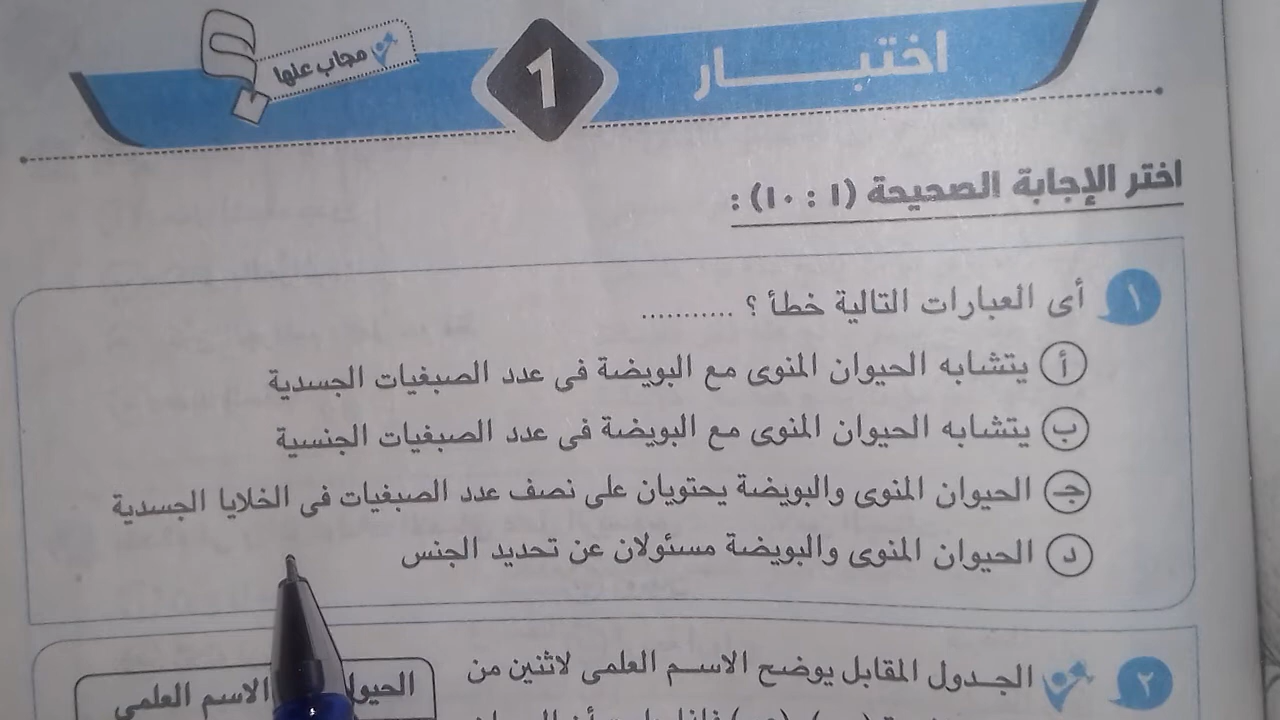 اختبار
1
مجاب عنها
اختر الإجابة الصحيحة (١ : ١٠) :
١ أى العبارات التالية خطأ ؟ ...........
أ يتشابه الحيوان المنوى مع البويضة فى عدد الصبغيات الجسدية
ب يتشابه الحيوان المنوى مع البويضة فى عدد الصبغيات الجنسية
جـ الحيوان المنوى والبويضة يحتويان على نصف عدد الصبغيات فى الخلايا الجسدية
د الحيوان المنوى والبويضة مسئولان عن تحديد الجنس
٢ الجدول المقابل يوضح الاسم العلمى لاثنين من
الاسم العلمى